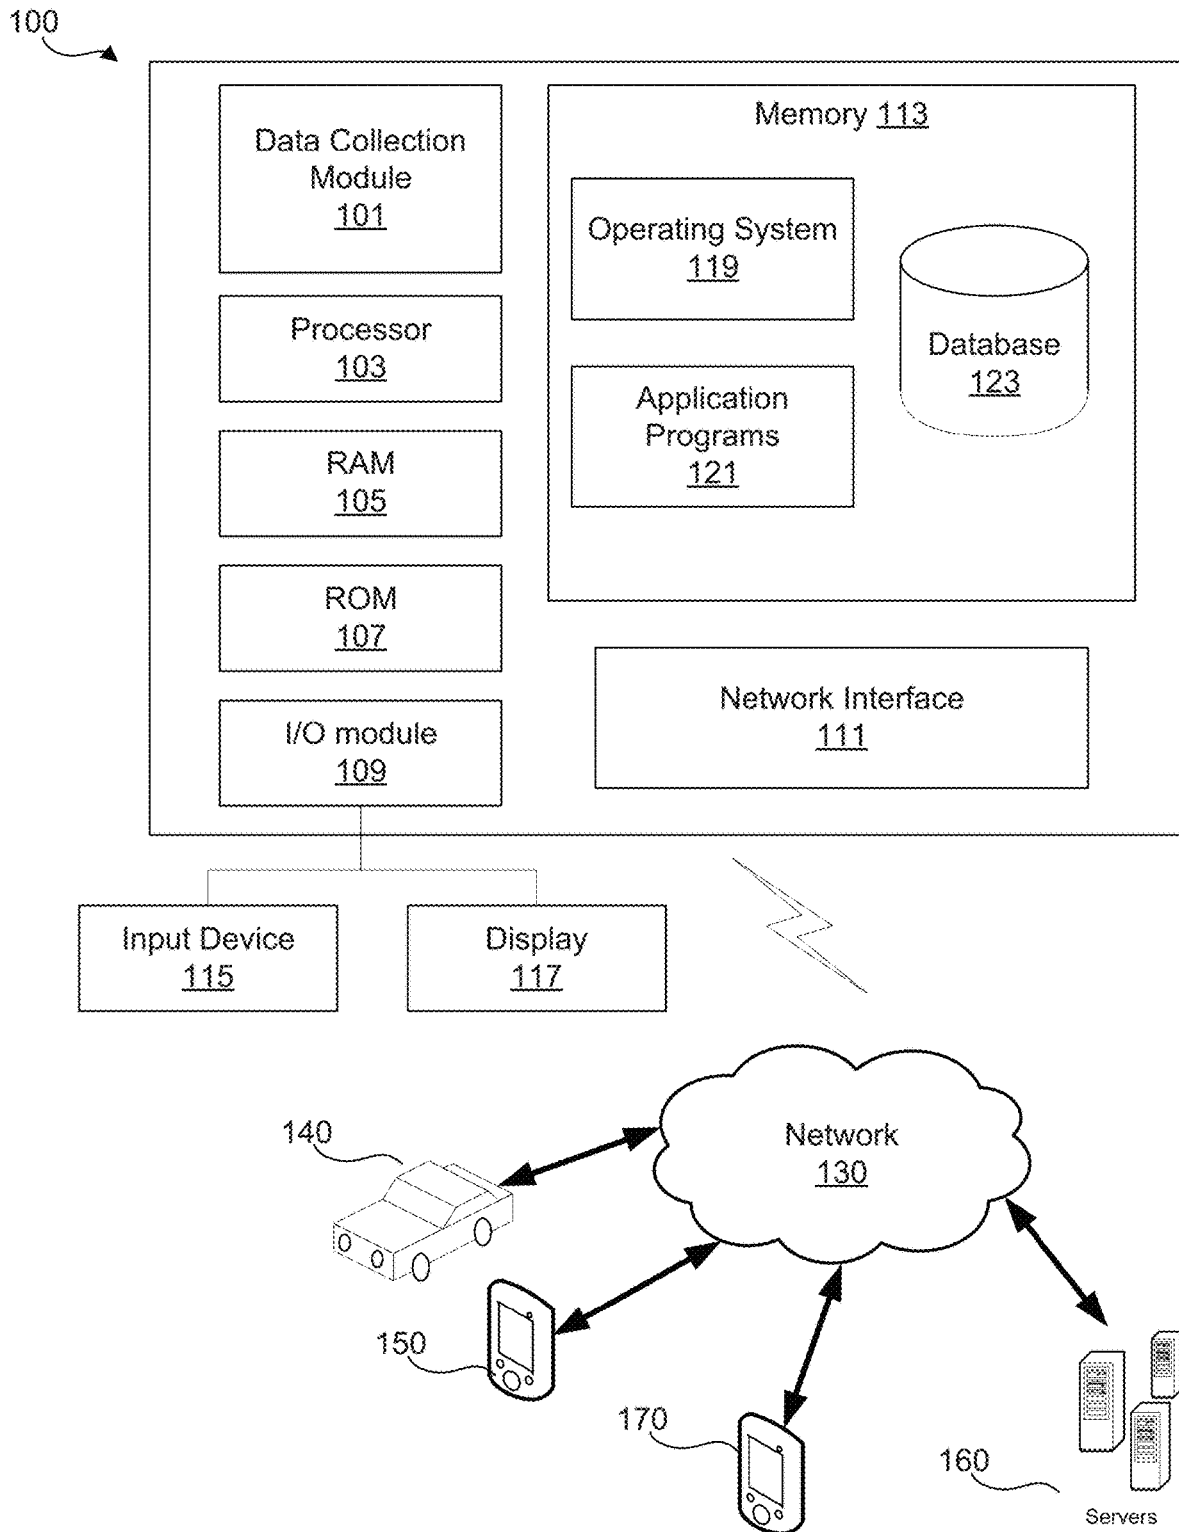 100
Data Collection
Module
101
Processor
103
RAM
105
ROM
107
I/O module
109
Memory 113
Operating System
119
Application
Programs
121
Database
123
Network Interface
111
Input Device
115
Display
117
Network
130
140
150
170
160
Servers